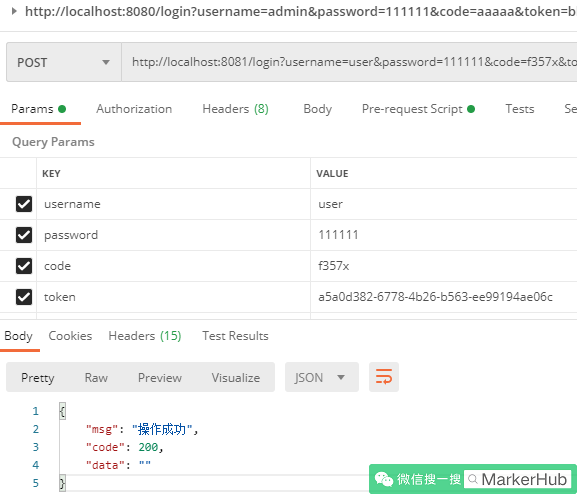 http://localhost:8080/login?username=admin&password=111111&code=aaaaa&token=b
POST http://localhost:8081/login?username=user&password=111111&code=f357x&to
Params Authorization Headers (8) Body Pre-request Script Tests Se
Query Params
KEY VALUE
username user
password 111111
code f357x
token a5a0d382-6778-4b26-b563-ee99194ae06c
Body Cookies Headers (15) Test Results
Pretty Raw Preview Visualize JSON
1 {
2 "msg": "操作成功",
3 "code": 200,
4 "data": ""
5 }
微信搜一搜 MarkerHub